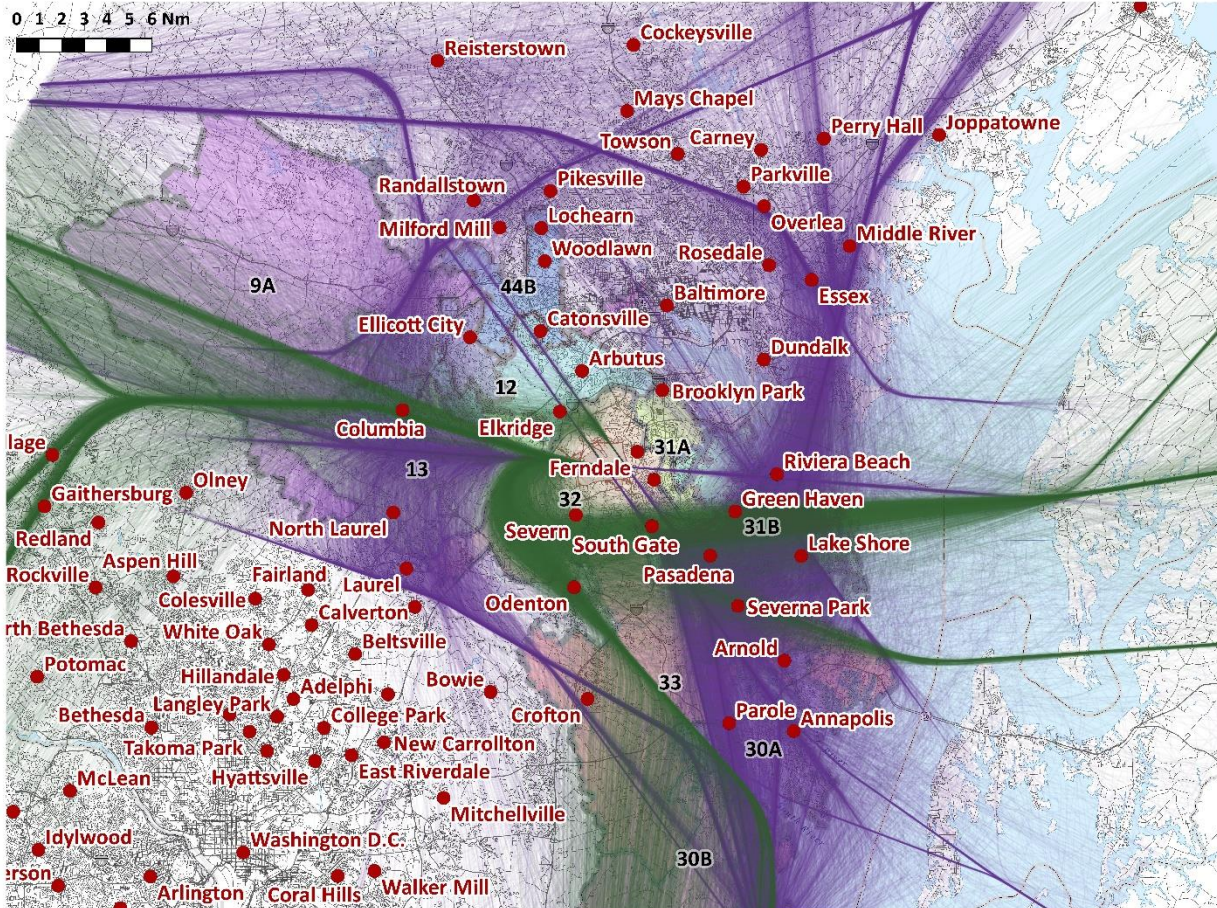 0 1 2 3 4 5 6 Nm
Cockeysville
Reisterstown
Mays Chapel
Towson
Carney
Perry Hall
Joppatowne
Randallstown
Pikesville
Parkville
Milford Mill
Lochearn
Overlea
Woodlawn
Rosedale
Middle River
9A
44B
Baltimore
Essex
Ellicott City
Catonsville
Arbutus
Dundalk
12
Brooklyn Park
Columbia
Elkridge
lage
13
Ferndale
31A
Riviera Beach
Gaithersburg
Olney
32
Green Haven
Redland
North Laurel
Severn
South Gate
31B
Lake Shore
Rockville
Aspen Hill
Fairland
Laurel
Pasadena
Colesville
Calverton
Odenton
Severna Park
rth Bethesda
White Oak
Beltsville
Potomac
Hillandale
Arnold
Adelphi
Bowie
33
Langley Park
Crofton
Bethesda
College Park
Parole
Annapolis
Takoma Park
New Carrollton
30A
Hyattsville
East Riverdale
McLean
Mitchellville
Idylwood
Washington D.C.
30B
erson
Arlington
Coral Hills
Walker Mill